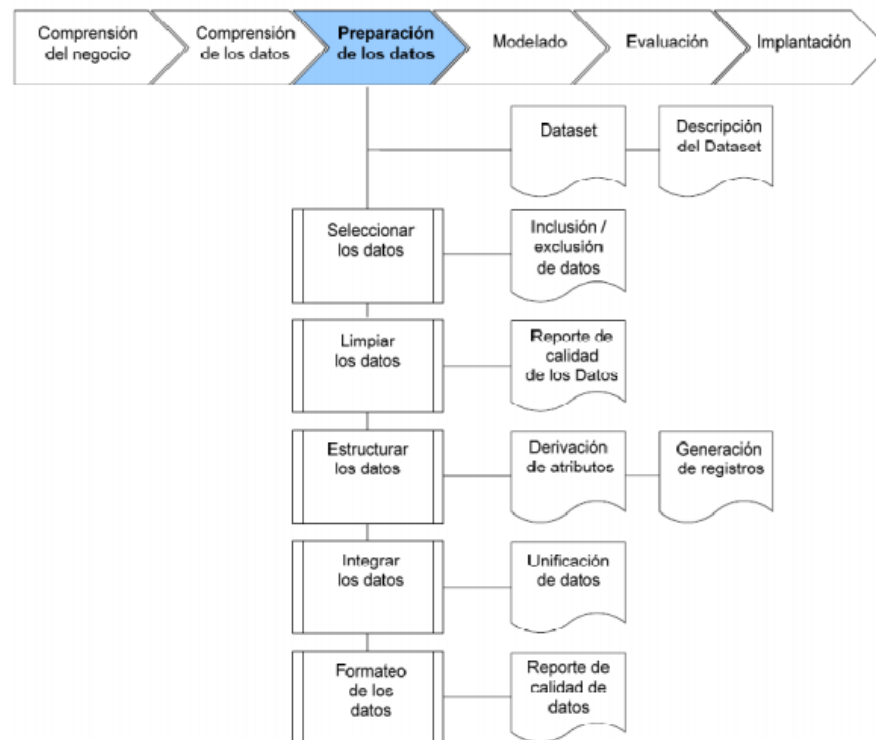 Comprensión
del negocio
Comprensión
de los datos
Preparación
de los datos
Modelado
Evaluación
Implantación
Dataset
Descripción
del Dataset
Seleccionar
los datos
Inclusión /
exclusión
de datos
Limpiar
los datos
Reporte de
calidad
de los Datos
Estructurar
los datos
Derivación
de atributos
Generación
de registros
Integrar
los datos
Unificación
de datos
Formateo
de los
datos
Reporte de
calidad de
datos